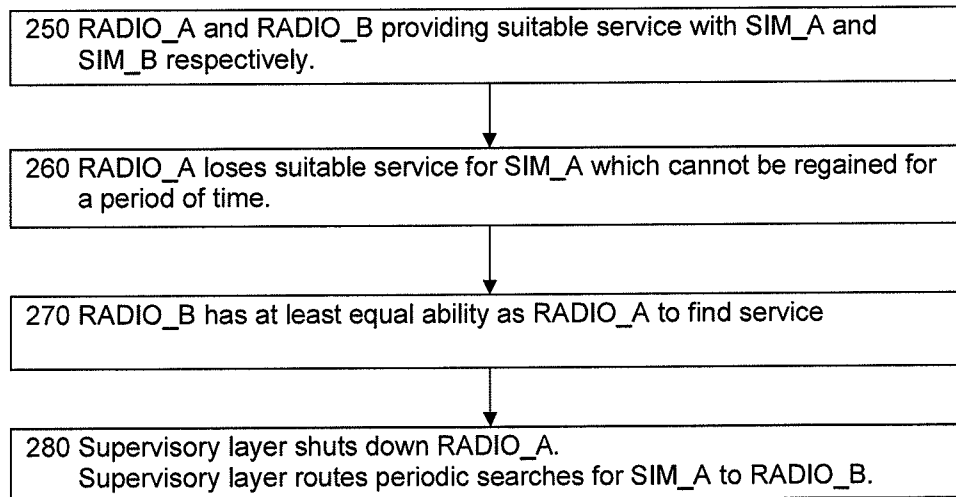 250 RADIO_A and RADIO_B providing suitable service with SIM_A and
SIM_B respectively.
260 RADIO_A loses suitable service for SIM_A which cannot be regained for
a period of time.
270 RADIO_B has at least equal ability as RADIO_A to find service
280 Supervisory layer shuts down RADIO_A.
Supervisory layer routes periodic searches for SIM_A to RADIO_B.